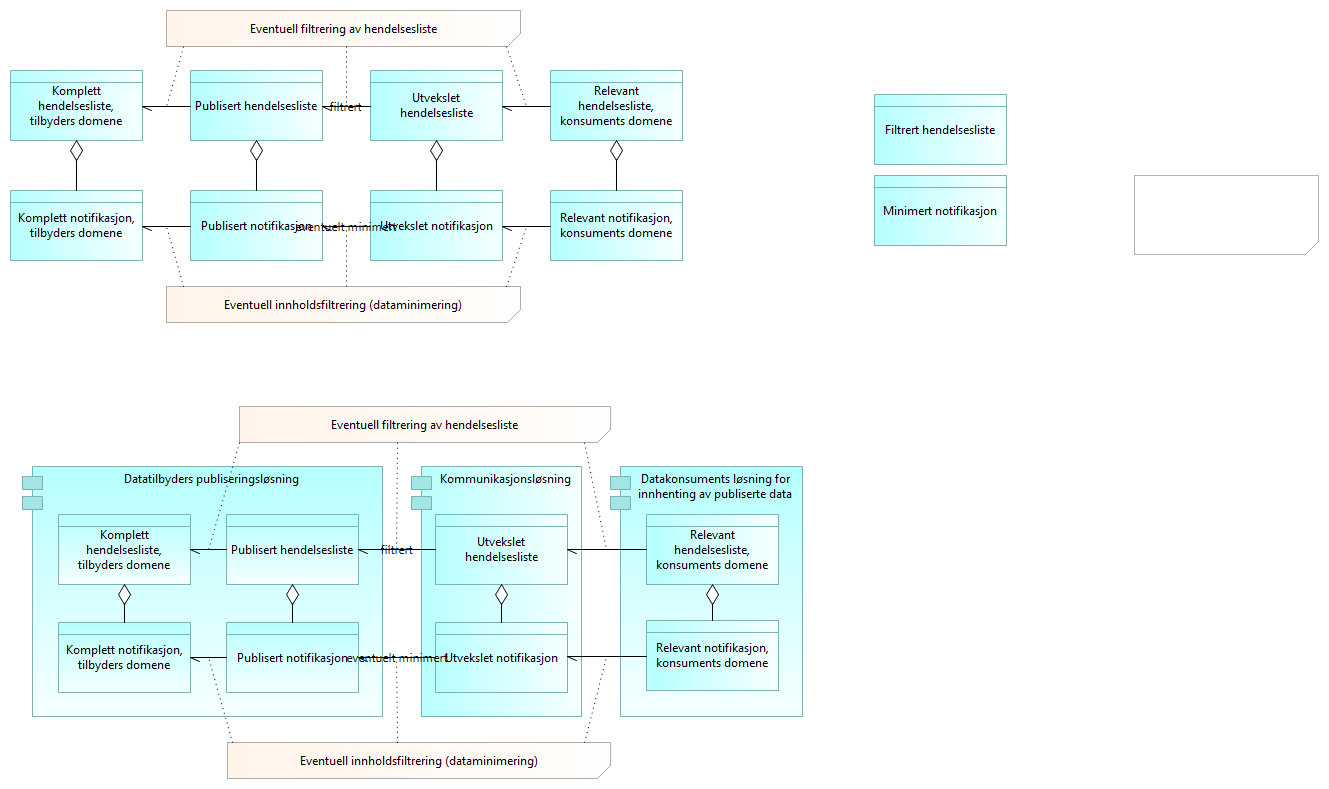 Eventuell filtrering av hendelsesliste
Komplett
hendelsesliste,
tilbyders domene
Publisert hendelsesliste
filtrert
Utvekslet
hendelsesliste
Relevant
hendelsesliste,
konsuments domene
Filtrert hendelsesliste
Komplett notifikasjon,
tilbyders domene
Publisert notifikasjon
eventuelt minimert
Utvekslet notifikasjon
Relevant notifikasjon,
konsuments domene
Minimert notifikasjon
Eventuell innholdsfiltrering (dataminimering)
Eventuell filtrering av hendelsesliste
Datatilbyders publiseringsløsning
Kommunikasjonsløsning
Datakonsuments løsning for
innhenting av publiserte data
Komplett
hendelsesliste,
tilbyders domene
Publisert hendelsesliste
filtrert
Utvekslet
hendelsesliste
Relevant
hendelsesliste,
konsuments domene
Komplett notifikasjon,
tilbyders domene
Publisert notifikasjon
eventuelt minimert
Utvekslet notifikasjon
Relevant notifikasjon,
konsuments domene
Eventuell innholdsfiltrering (dataminimering)